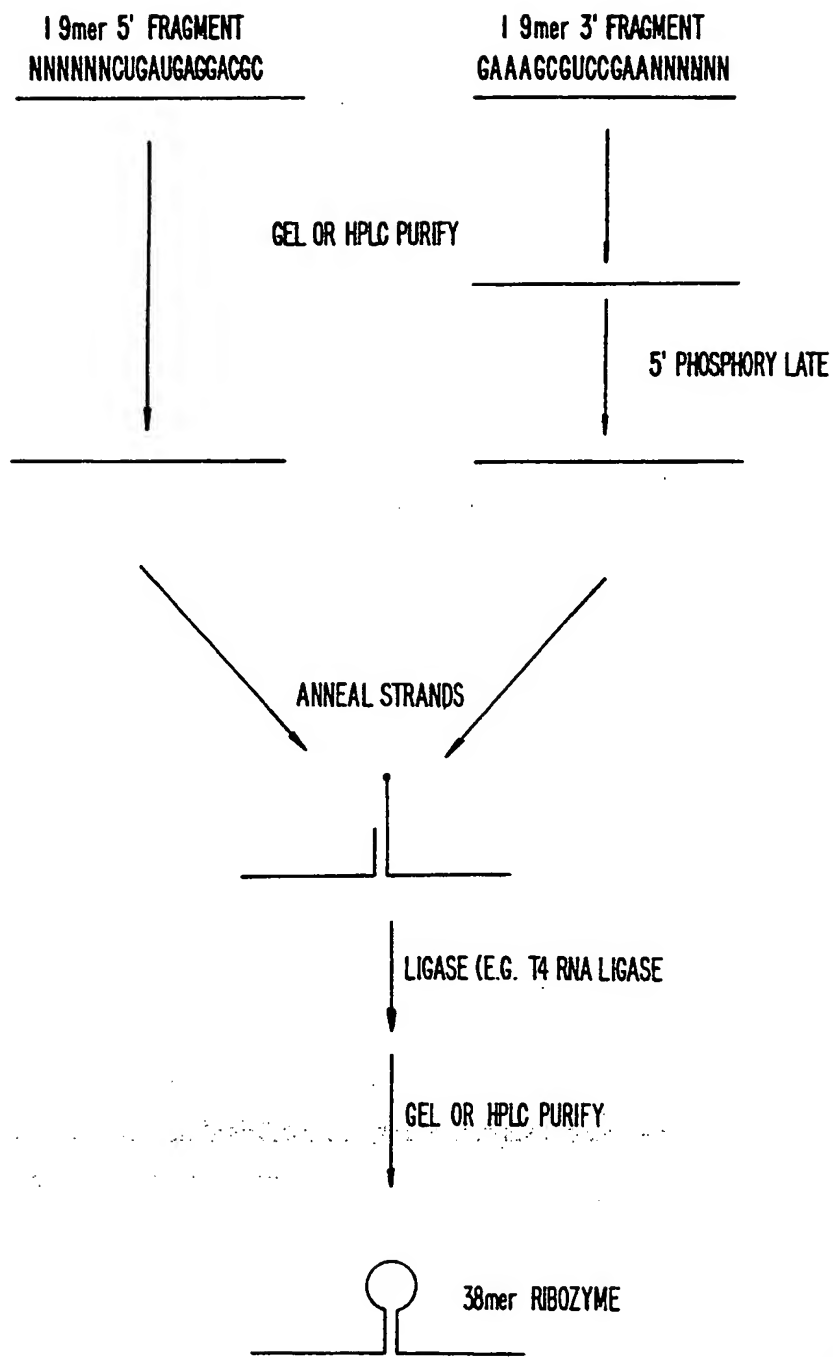 19mer 5' FRAGMENT
NNNNNNCUGAUGAGGACGC
19mer 3' FRAGMENT
GAAAGCGUCCGAANNNNNN
GEL OR HPLC PURIFY
5' PHOSPHORY LATE
ANNEAL STRANDS
LIGASE (E.G. T4 RNA LIGASE
GEL OR HPLC PURIFY
38mer RIBOZYME